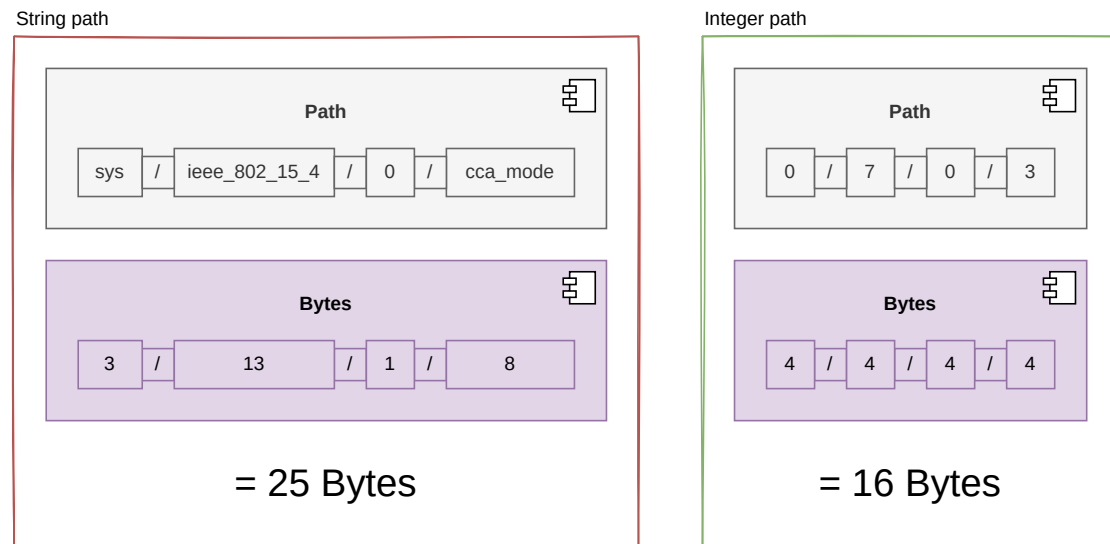 String path
Path
sys / ieee_802_15_4 / 0 / cca_mode
Bytes
3 / 13 / 1 / 8
= 25 Bytes
Integer path
Path
0 / 7 / 0 / 3
Bytes
4 / 4 / 4 / 4
= 16 Bytes